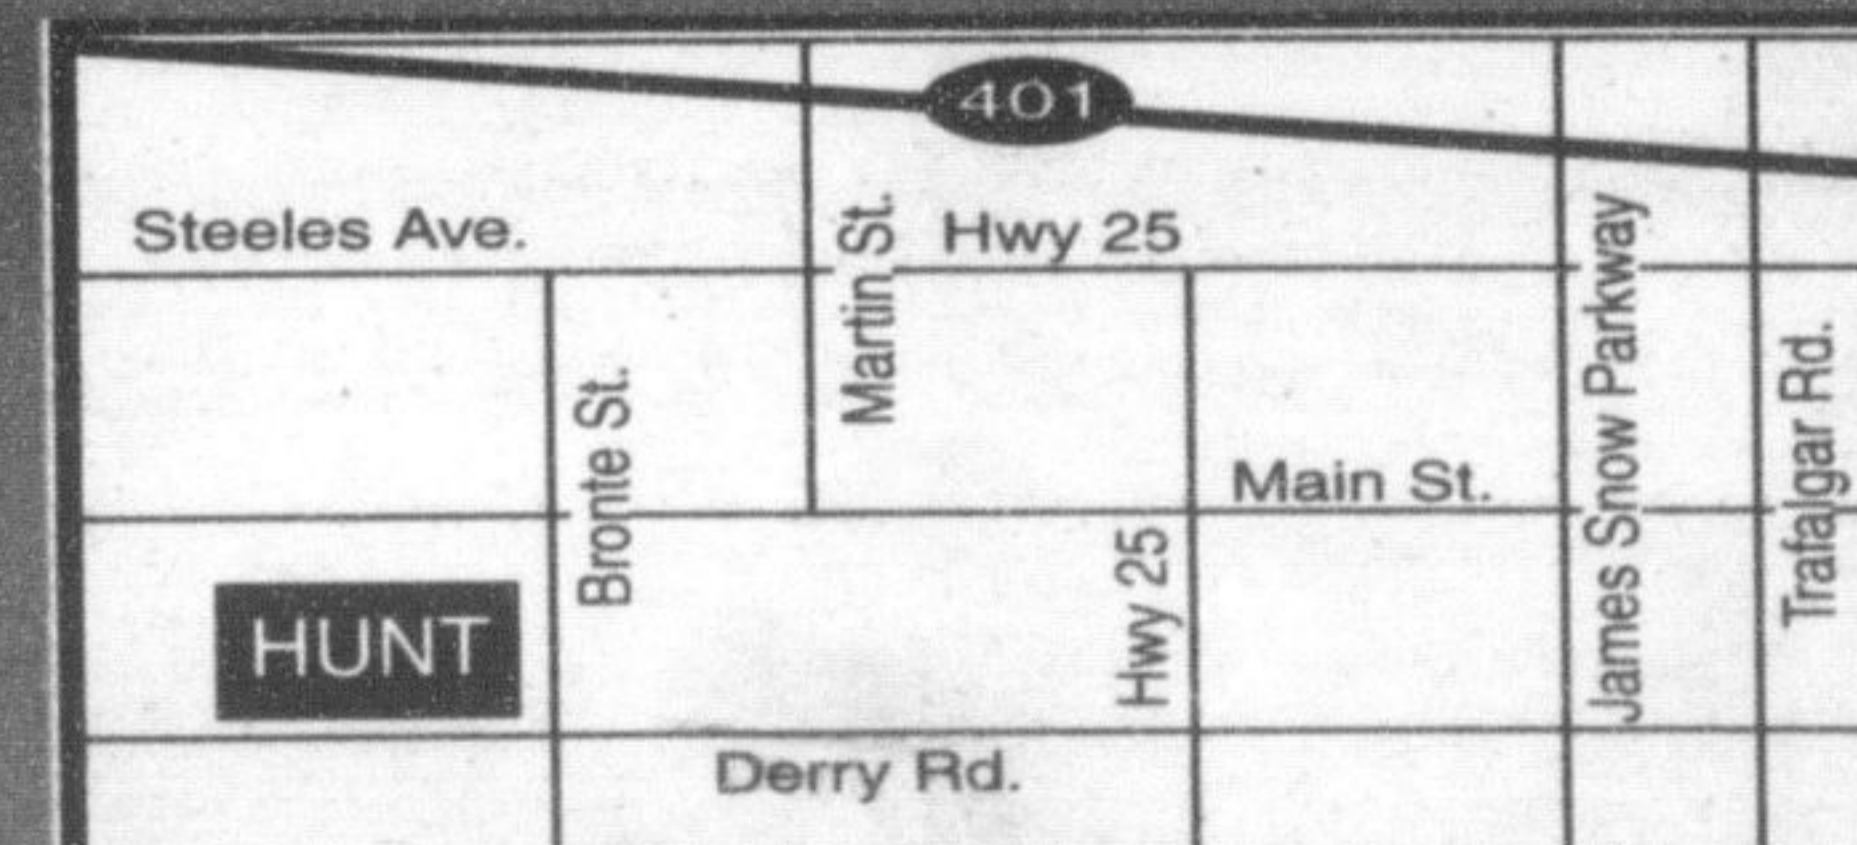 401
Steeles Ave.
Martin St.
Hwy 25
James Snow Parkway
Trafalgar Rd.
Bronte St.
Main St.
Hwy 25
HUNT
Derry Rd.